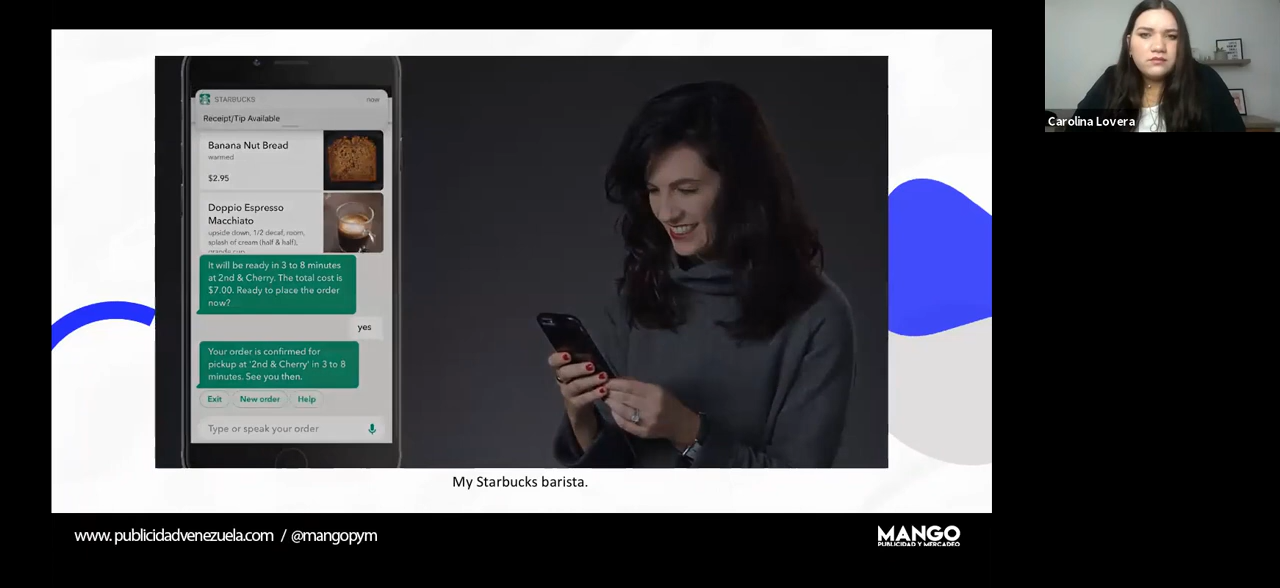 STARBUCKS
now
Receipt/Tip Available
Banana Nut Bread
warmed
$2.95
Doppio Espresso
Macchiato
upside down, 1/2 decaf, room,
splash of cream (half & half),
grande cup
It will be ready in 3 to 8 minutes
at 2nd & Cherry. The total cost is
$7.00. Ready to place the order
now?
yes
Your order is confirmed for
pickup at '2nd & Cherry' in 3 to 8
minutes. See you then.
Exit New order Help
Type or speak your order
My Starbucks barista.
www.publicidadvenezuela.com / @mangopym
MANGO
PUBLICIDAD Y MERCADEO
Carolina Lovera